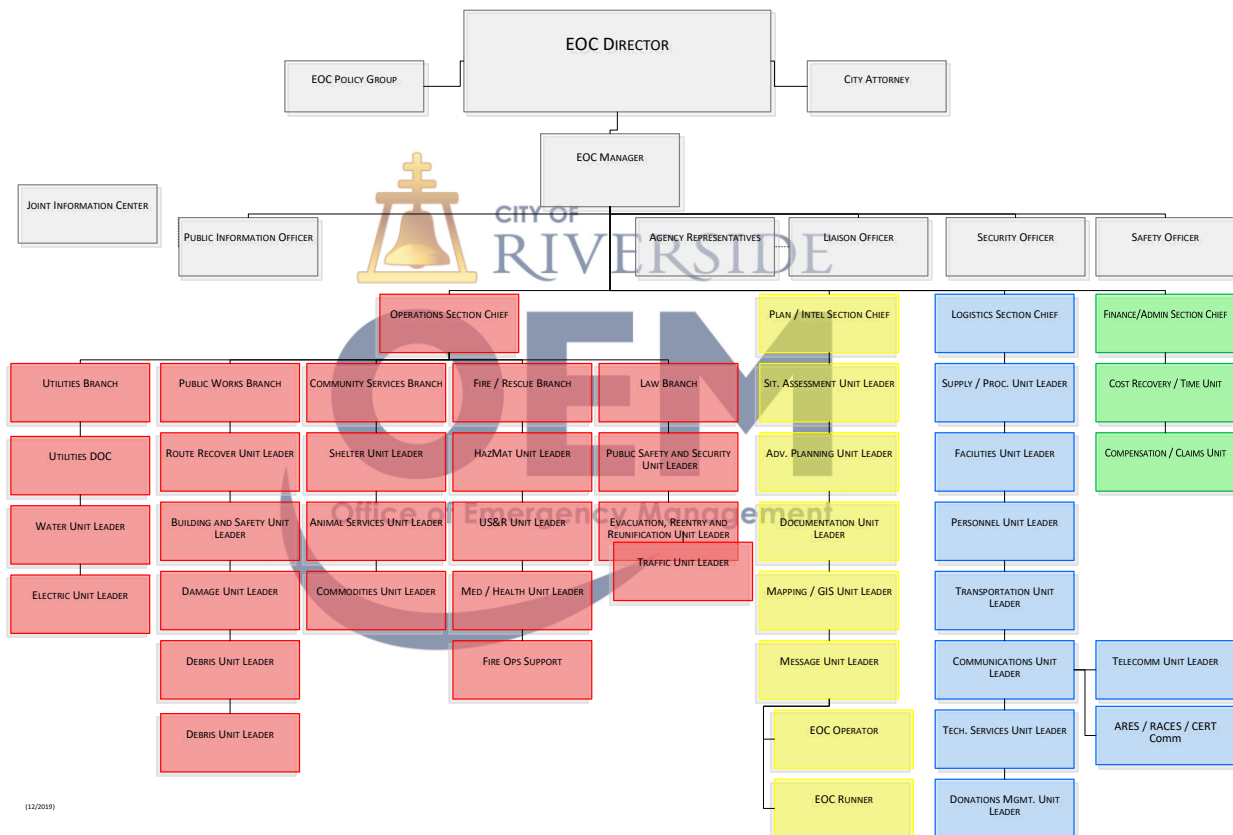 EOC DIRECTOR
EOC POLICY GROUP
CITY ATTORNEY
EOC MANAGER
JOINT INFORMATION CENTER
CITY OF
RIVERSIDE
PUBLIC INFORMATION OFFICER
AGENCY REPRESENTATIVES
LIAISON OFFICER
SECURITY OFFICER
SAFETY OFFICER
OPERATIONS SECTION CHIEF
PLAN / INTEL SECTION CHIEF
LOGISTICS SECTION CHIEF
FINANCE/ADMIN SECTION CHIEF
OEM
UTILITIES BRANCH
PUBLIC WORKS BRANCH
COMMUNITY SERVICES BRANCH
FIRE / RESCUE BRANCH
LAW BRANCH
SIT. ASSESSMENT UNIT LEADER
SUPPLY / PROC. UNIT LEADER
COST RECOVERY / TIME UNIT
UTILITIES DOC
ROUTE RECOVER UNIT LEADER
SHELTER UNIT LEADER
HAZMAT UNIT LEADER
PUBLIC SAFETY AND SECURITY
UNIT LEADER
ADV. PLANNING UNIT LEADER
FACILITIES UNIT LEADER
COMPENSATION / CLAIMS UNIT
Office of Emergency Management
WATER UNIT LEADER
BUILDING AND SAFETY UNIT
LEADER
ANIMAL SERVICES UNIT LEADER
US&R UNIT LEADER
EVACUATION, REENTRY AND
REUNIFICATION UNIT LEADER
TRAFFIC UNIT LEADER
DOCUMENTATION UNIT
LEADER
PERSONNEL UNIT LEADER
ELECTRIC UNIT LEADER
DAMAGE UNIT LEADER
COMMODITIES UNIT LEADER
MED / HEALTH UNIT LEADER
MAPPING / GIS UNIT LEADER
TRANSPORTATION UNIT
LEADER
DEBRIS UNIT LEADER
FIRE OPS SUPPORT
MESSAGE UNIT LEADER
COMMUNICATIONS UNIT
LEADER
TELECOMM UNIT LEADER
DEBRIS UNIT LEADER
EOC OPERATOR
TECH. SERVICES UNIT LEADER
ARES / RACES / CERT
Comm
EOC RUNNER
DONATIONS MGMT. UNIT
LEADER
(12/2019)